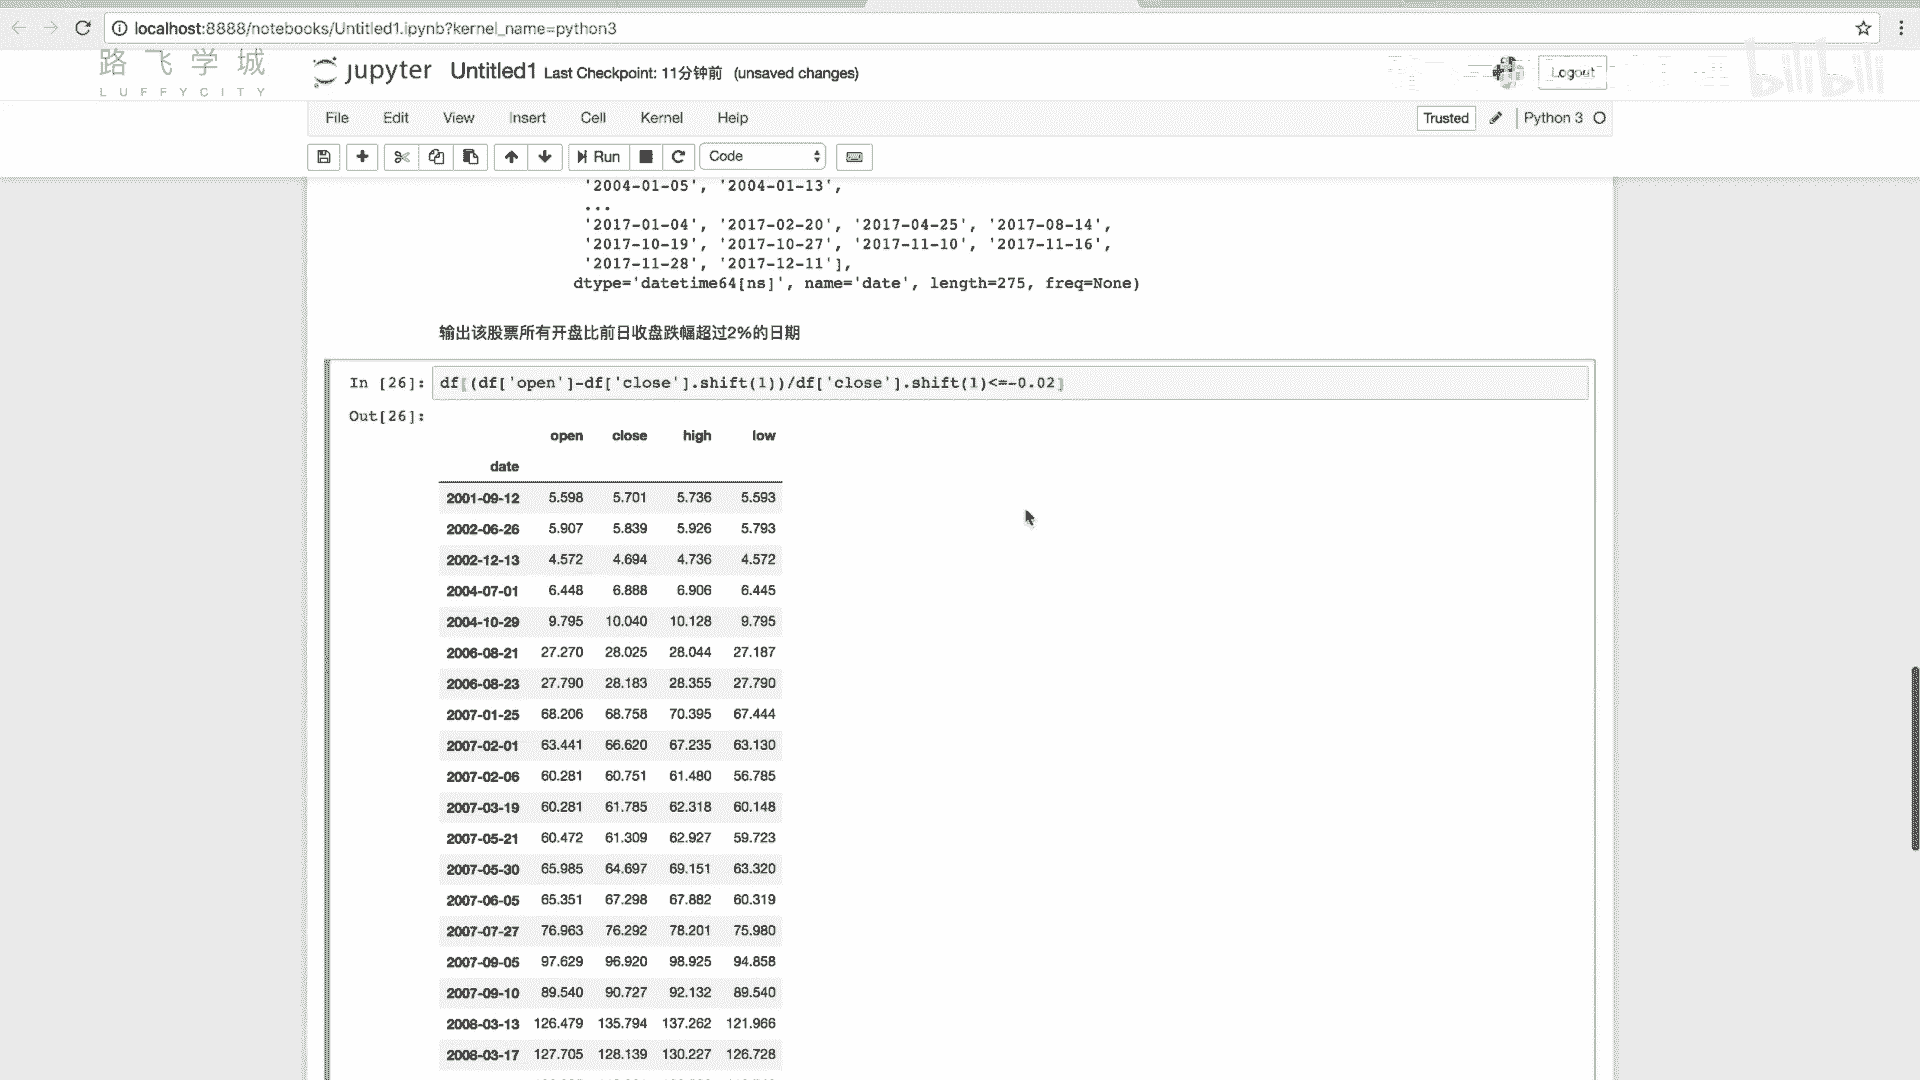 localhost:8888/notebooks/Untitled1.ipynb?kernel_name=python3
路飞学城
LUFFYCITY
jupyter Untitled1 Last Checkpoint: 11分钟前 (unsaved changes)
Logout
bilibili
File Edit View Insert Cell Kernel Help
Trusted
Python 3
Run
Code
'2004-01-05', '2004-01-13',
...
'2017-01-04', '2017-02-20', '2017-04-25', '2017-08-14',
'2017-10-19', '2017-10-27', '2017-11-10', '2017-11-16',
'2017-11-28', '2017-12-11'],
dtype='datetime64[ns]', name='date', length=275, freq=None)
输出该股票所有开盘比前日收盘跌幅超过2%的日期
In [26]: df[(df['open']-df['close'].shift(1))/df['close'].shift(1)<=-0.02]
Out[26]:
open close high low
date
2001-09-12 5.598 5.701 5.736 5.593
2002-06-26 5.907 5.839 5.926 5.793
2002-12-13 4.572 4.694 4.736 4.572
2004-07-01 6.448 6.888 6.906 6.445
2004-10-29 9.795 10.040 10.128 9.795
2006-08-21 27.270 28.025 28.044 27.187
2006-08-23 27.790 28.183 28.355 27.790
2007-01-25 68.206 68.758 70.395 67.444
2007-02-01 63.441 66.620 67.235 63.130
2007-02-06 60.281 60.751 61.480 56.785
2007-03-19 60.281 61.785 62.318 60.148
2007-05-21 60.472 61.309 62.927 59.723
2007-05-30 65.985 64.697 69.151 63.320
2007-06-05 65.351 67.298 67.882 60.319
2007-07-27 76.963 76.292 78.201 75.980
2007-09-05 97.629 96.920 98.925 94.858
2007-09-10 89.540 90.727 92.132 89.540
2008-03-13 126.479 135.794 137.262 121.966
2008-03-17 127.705 128.139 130.227 126.728